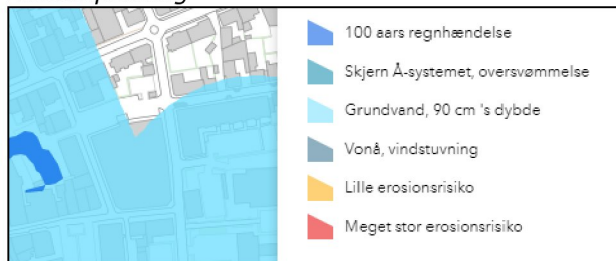 100 aars regnhændelse
Skjern Å-systemet, oversvømmelse
Grundvand, 90 cm 's dybde
Vonå, vindstuvning
Lille erosionsrisiko
Meget stor erosionsrisiko